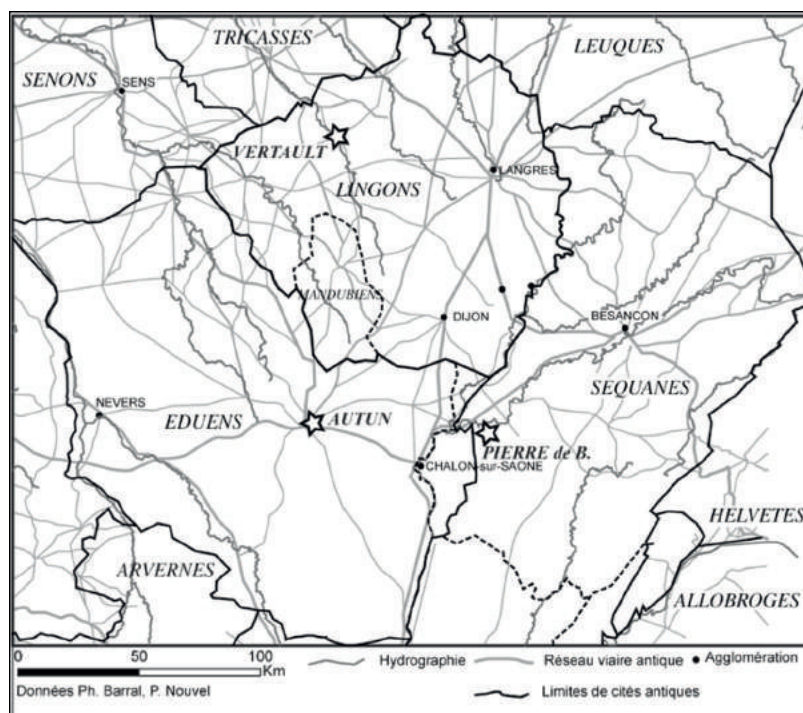 TRICASSES
LEUQUES
SENONS
SENS
VERTAULT
LANGRES
LINGONS
MANDUBIENS
DIJON
BESANÇON
SEQUANES
NEVERS
EDUENS
AUTUN
PIERRE de B.
CHALON-sur-SAONE
HELVETES
ARVERNES
ALLOBROGES
0 50 100
Km
Hydrographie Réseau viaire antique Agglomération
Données Ph. Barral, P. Nouvel Limites de cités antiques